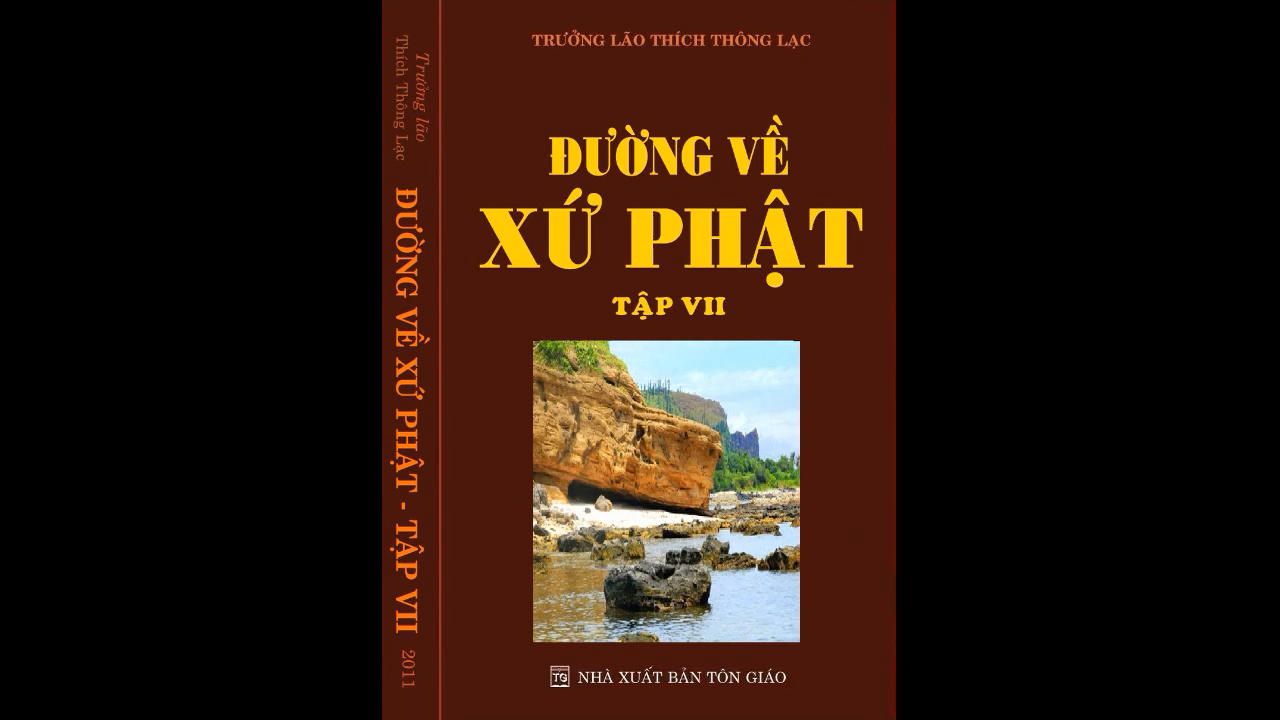 Trưởng lão
Thích Thông Lạc
ĐƯỜNG VỀ XỨ PHẬT - TẬP VII
2011
TRƯỞNG LÃO THÍCH THÔNG LẠC
ĐƯỜNG VỀ
XỨ PHẬT
TẬP VII
TG
NHÀ XUẤT BẢN TÔN GIÁO